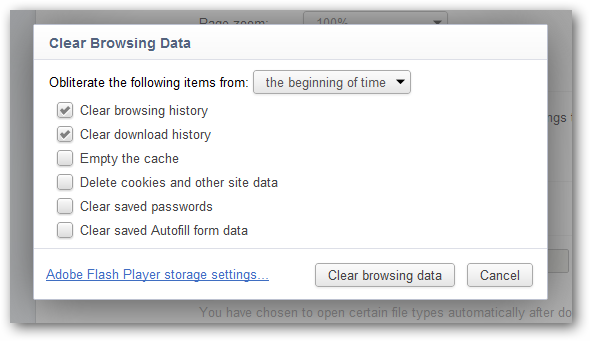 Page zoom: 100%
Clear Browsing Data
Obliterate the following items from: the beginning of time
Clear browsing history
Clear download history
Empty the cache
ngs
Delete cookies and other site data
Clear saved passwords
Clear saved Autofill form data
Adobe Flash Player storage settings... Clear browsing data Cancel
You have chosen to open certain file types automatically after do